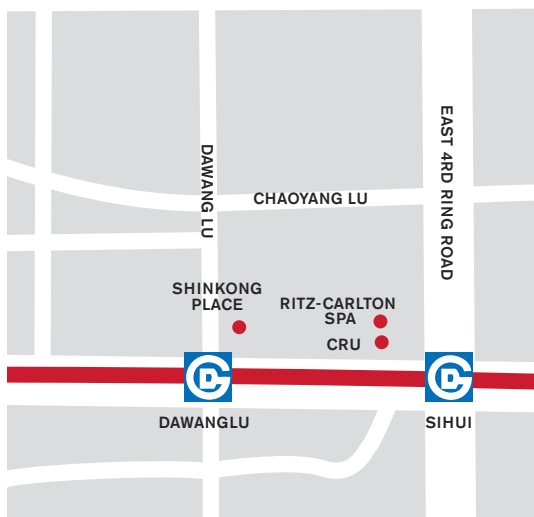 DAWANG LU
EAST 4RD RING ROAD
CHAOYANG LU
SHINKONG
PLACE
RITZ-CARLTON
SPA
CRU
DAWANGLU
SIHUI